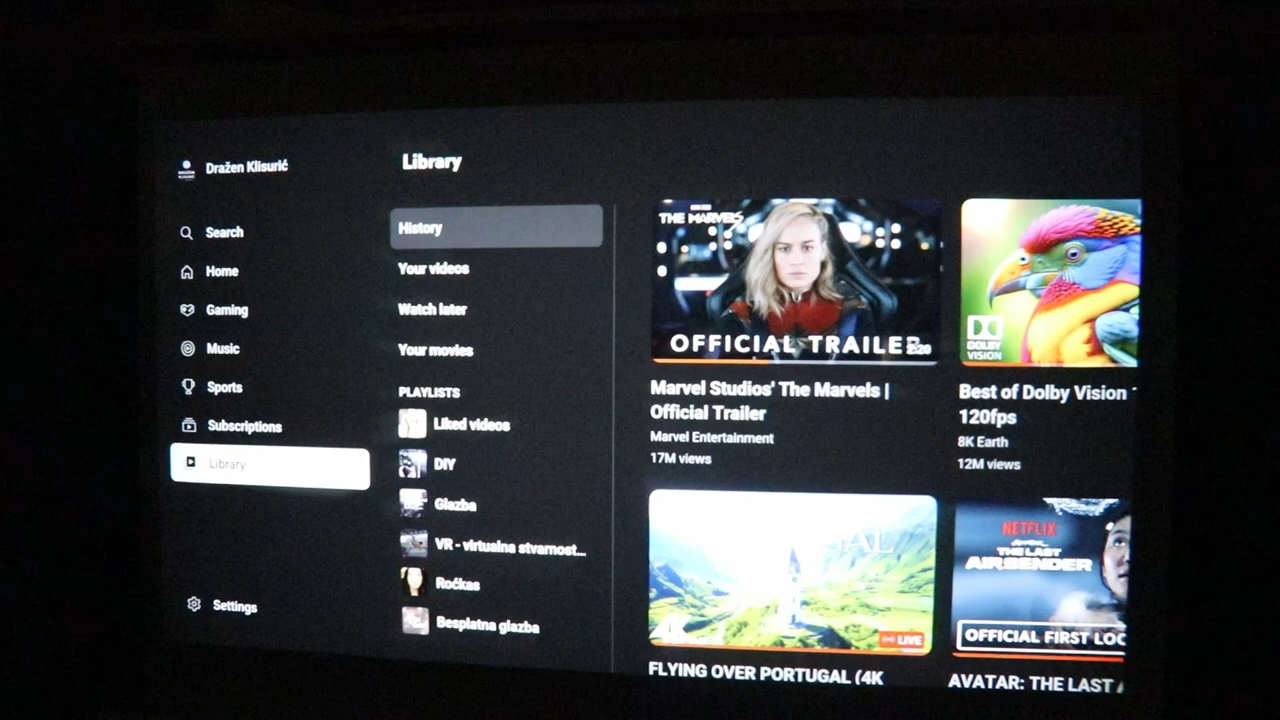 Dražen Klisurić
Search
Home
Gaming
Music
Sports
Subscriptions
Library
Settings
Library
History
Your videos
Watch later
Your movies
PLAYLISTS
Liked videos
DIY
Glazba
VR - virtualna stvarnost...
Roćkas
Besplatna glazba
THE MARVELS
OFFICIAL TRAILER
2:20
Marvel Studios' The Marvels |
Official Trailer
Marvel Entertainment
17M views
DOLBY
VISION
Best of Dolby Vision
120fps
8K Earth
12M views
4K
LIVE
FLYING OVER PORTUGAL (4K
NETFLIX
THE LAST
AIRBENDER
OFFICIAL FIRST LOO
AVATAR: THE LAST